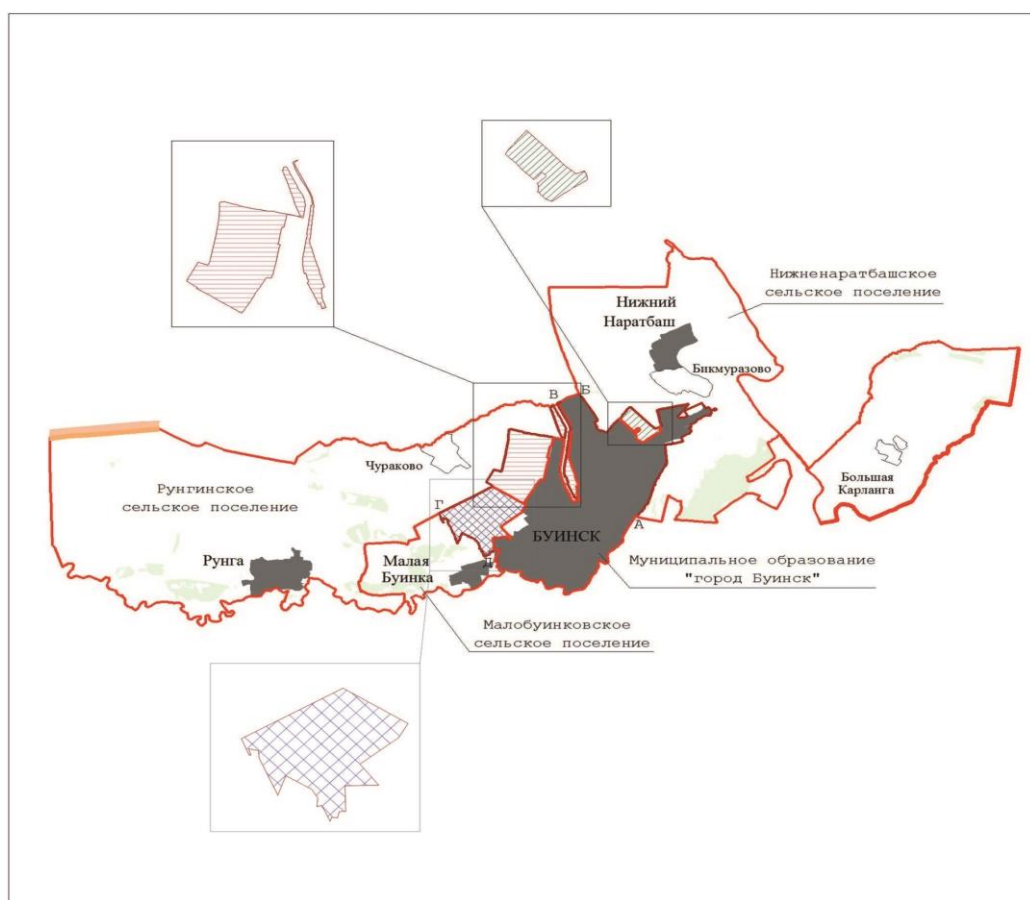 Нижненаратбашское
сельское поселение
Нижний
Наратбаш
Бикмуразово
В
Б
Чураково
Большая
Карланга
Рунгинское
сельское поселение
Г
А
БУИНСК
Рунга
Малая
Буинка
Д
Муниципальное образование
"город Буинск"
Малобуинковское
сельское поселение